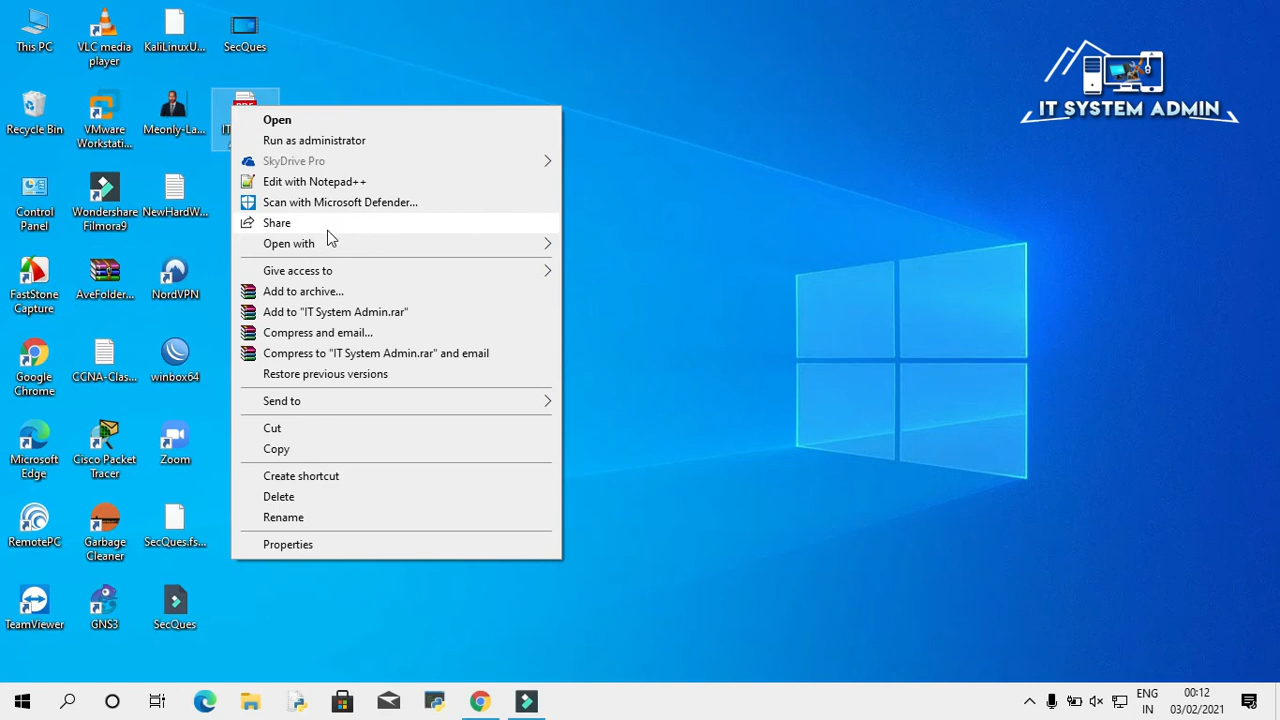 This PC
VLC media
player
KaliLinuxU...
SecQues
Recycle Bin
VMware
Workstati...
Meonly-La...
IT
Control
Panel
Wondershare
Filmora9
NewHardW...
FastStone
Capture
AveFolder...
NordVPN
Google
Chrome
CCNA-Clas...
winbox64
Microsoft
Edge
Cisco Packet
Tracer
Zoom
RemotePC
Garbage
Cleaner
SecQues.fs...
TeamViewer
GNS3
SecQues
Open
Run as administrator
SkyDrive Pro
Edit with Notepad++
Scan with Microsoft Defender...
Share
Open with
Give access to
Add to archive...
Add to "IT System Admin.rar"
Compress and email...
Compress to "IT System Admin.rar" and email
Restore previous versions
Send to
Cut
Copy
Create shortcut
Delete
Rename
Properties
IT SYSTEM ADMIN
ENG
IN
00:12
03/02/2021